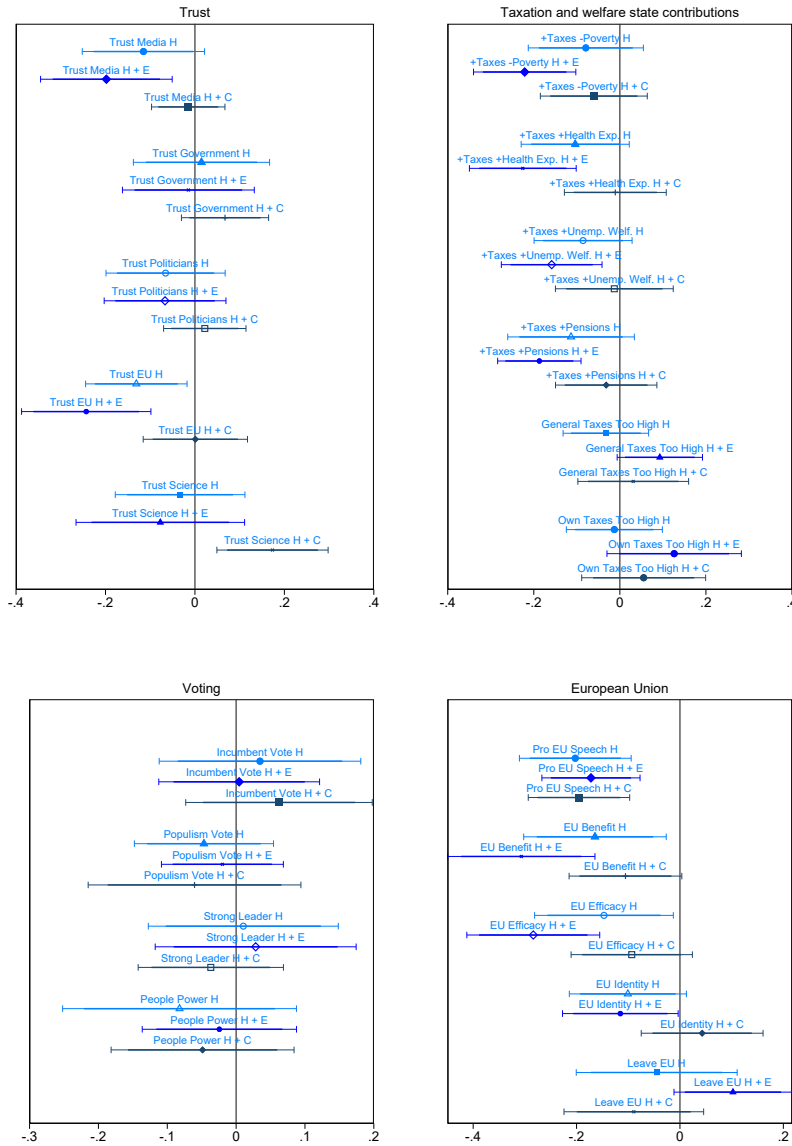 Trust
Trust Media H
Trust Media H + E
Trust Media H + C
Trust Government H
Trust Government H + E
Trust Government H + C
Trust Politicians H
Trust Politicians H + E
Trust Politicians H + C
Trust EU H
Trust EU H + E
Trust EU H + C
Trust Science H
Trust Science H + E
Trust Science H + C
-.4 -.2 0 .2 .4
Taxation and welfare state contributions
+Taxes -Poverty H
+Taxes -Poverty H + E
+Taxes -Poverty H + C
+Taxes +Health Exp. H
+Taxes +Health Exp. H + E
+Taxes +Health Exp. H + C
+Taxes +Unemp. Welf. H
+Taxes +Unemp. Welf. H + E
+Taxes +Unemp. Welf. H + C
+Taxes +Pensions H
+Taxes +Pensions H + E
+Taxes +Pensions H + C
General Taxes Too High H
General Taxes Too High H + E
General Taxes Too High H + C
Own Taxes Too High H
Own Taxes Too High H + E
Own Taxes Too High H + C
-.4 -.2 0 .2 .4
Voting
Incumbent Vote H
Incumbent Vote H + E
Incumbent Vote H + C
Populism Vote H
Populism Vote H + E
Populism Vote H + C
Strong Leader H
Strong Leader H + E
Strong Leader H + C
People Power H
People Power H + E
People Power H + C
-.3 -.2 -.1 0 .1 .2
European Union
Pro EU Speech H
Pro EU Speech H + E
Pro EU Speech H + C
EU Benefit H
EU Benefit H + E
EU Benefit H + C
EU Efficacy H
EU Efficacy H + E
EU Efficacy H + C
EU Identity H
EU Identity H + E
EU Identity H + C
Leave EU H
Leave EU H + E
Leave EU H + C
-.4 -.2 0 .2